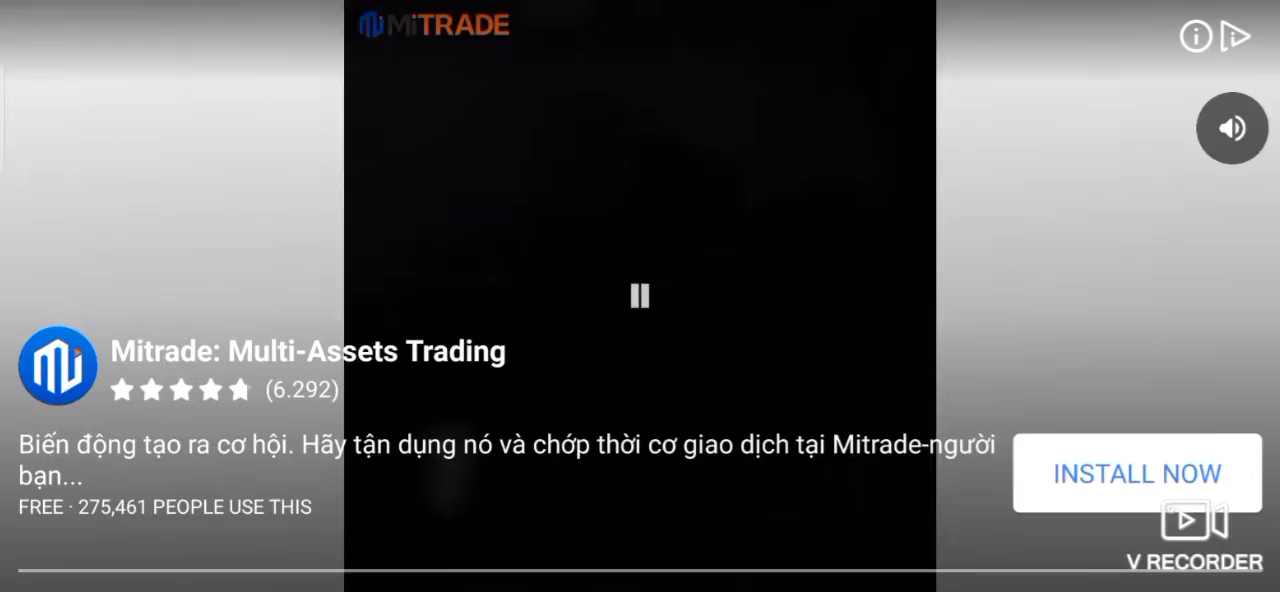 MiTRADE
Mitrade: Multi-Assets Trading
(6.292)
Biến động tạo ra cơ hội. Hãy tận dụng nó và chớp thời cơ giao dịch tại Mitrade-người
bạn...
FREE · 275,461 PEOPLE USE THIS
INSTALL NOW
V RECORDER